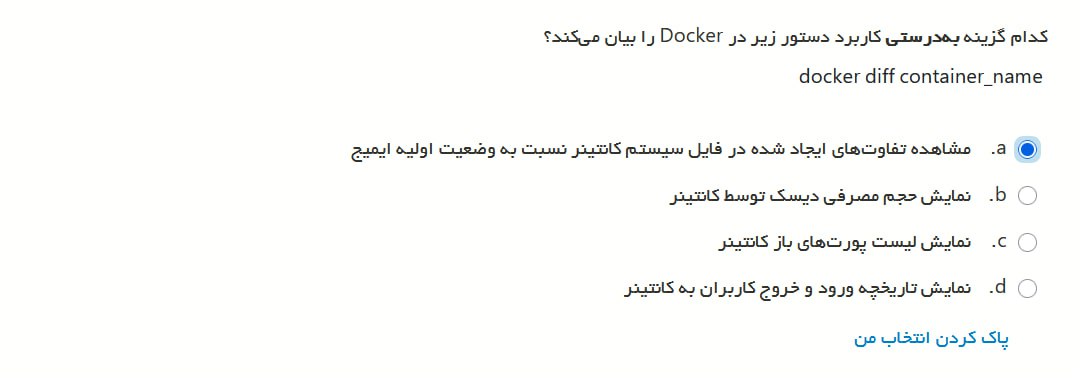 کدام گزینه به‌درستی کاربرد دستور زیر در Docker را بیان می‌کند؟
docker diff container_name
a. مشاهده تفاوت‌های ایجاد شده در فایل سیستم کانتینر نسبت به وضعیت اولیه ایمیج
b. نمایش حجم مصرفی دیسک توسط کانتینر
c. نمایش لیست پورت‌های باز کانتینر
d. نمایش تاریخچه ورود و خروج کاربران به کانتینر
پاک کردن انتخاب من